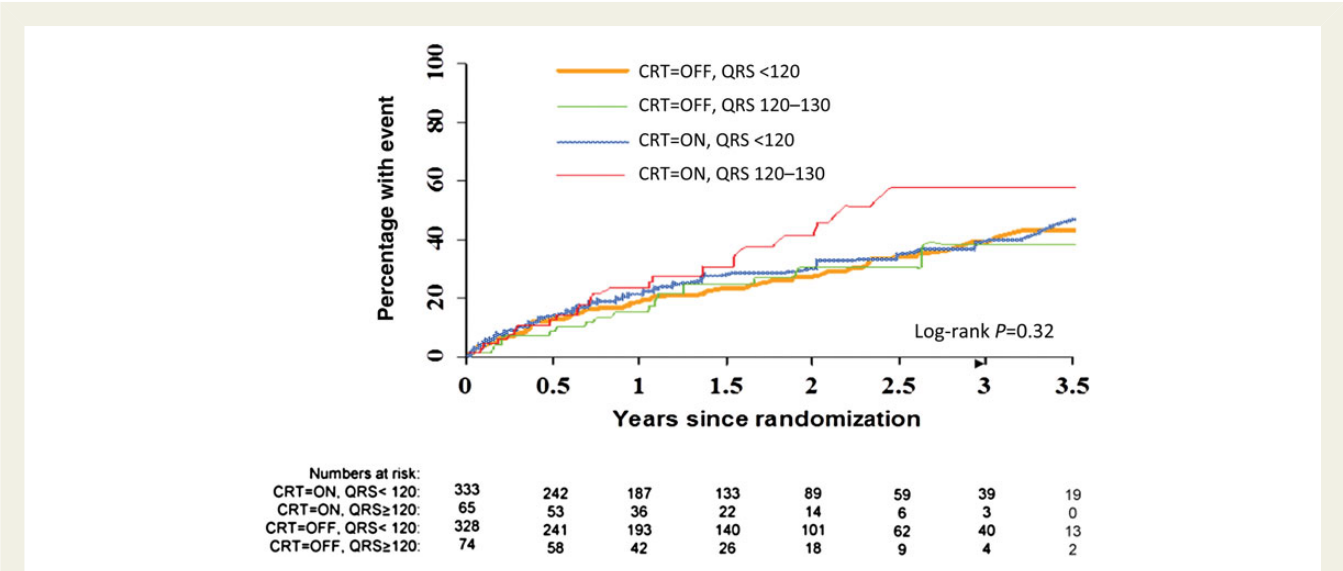 Percentage with event
100
80
60
40
20
0
CRT=OFF, QRS <120
CRT=OFF, QRS 120–130
CRT=ON, QRS <120
CRT=ON, QRS 120–130
Log-rank P=0.32
0 0.5 1 1.5 2 2.5 3 3.5
Years since randomization
Numbers at risk:
CRT=ON, QRS< 120: 333 242 187 133 89 59 39 19
CRT=ON, QRS≥120: 65 53 36 22 14 6 3 0
CRT=OFF, QRS< 120: 328 241 193 140 101 62 40 13
CRT=OFF, QRS≥120: 74 58 42 26 18 9 4 2